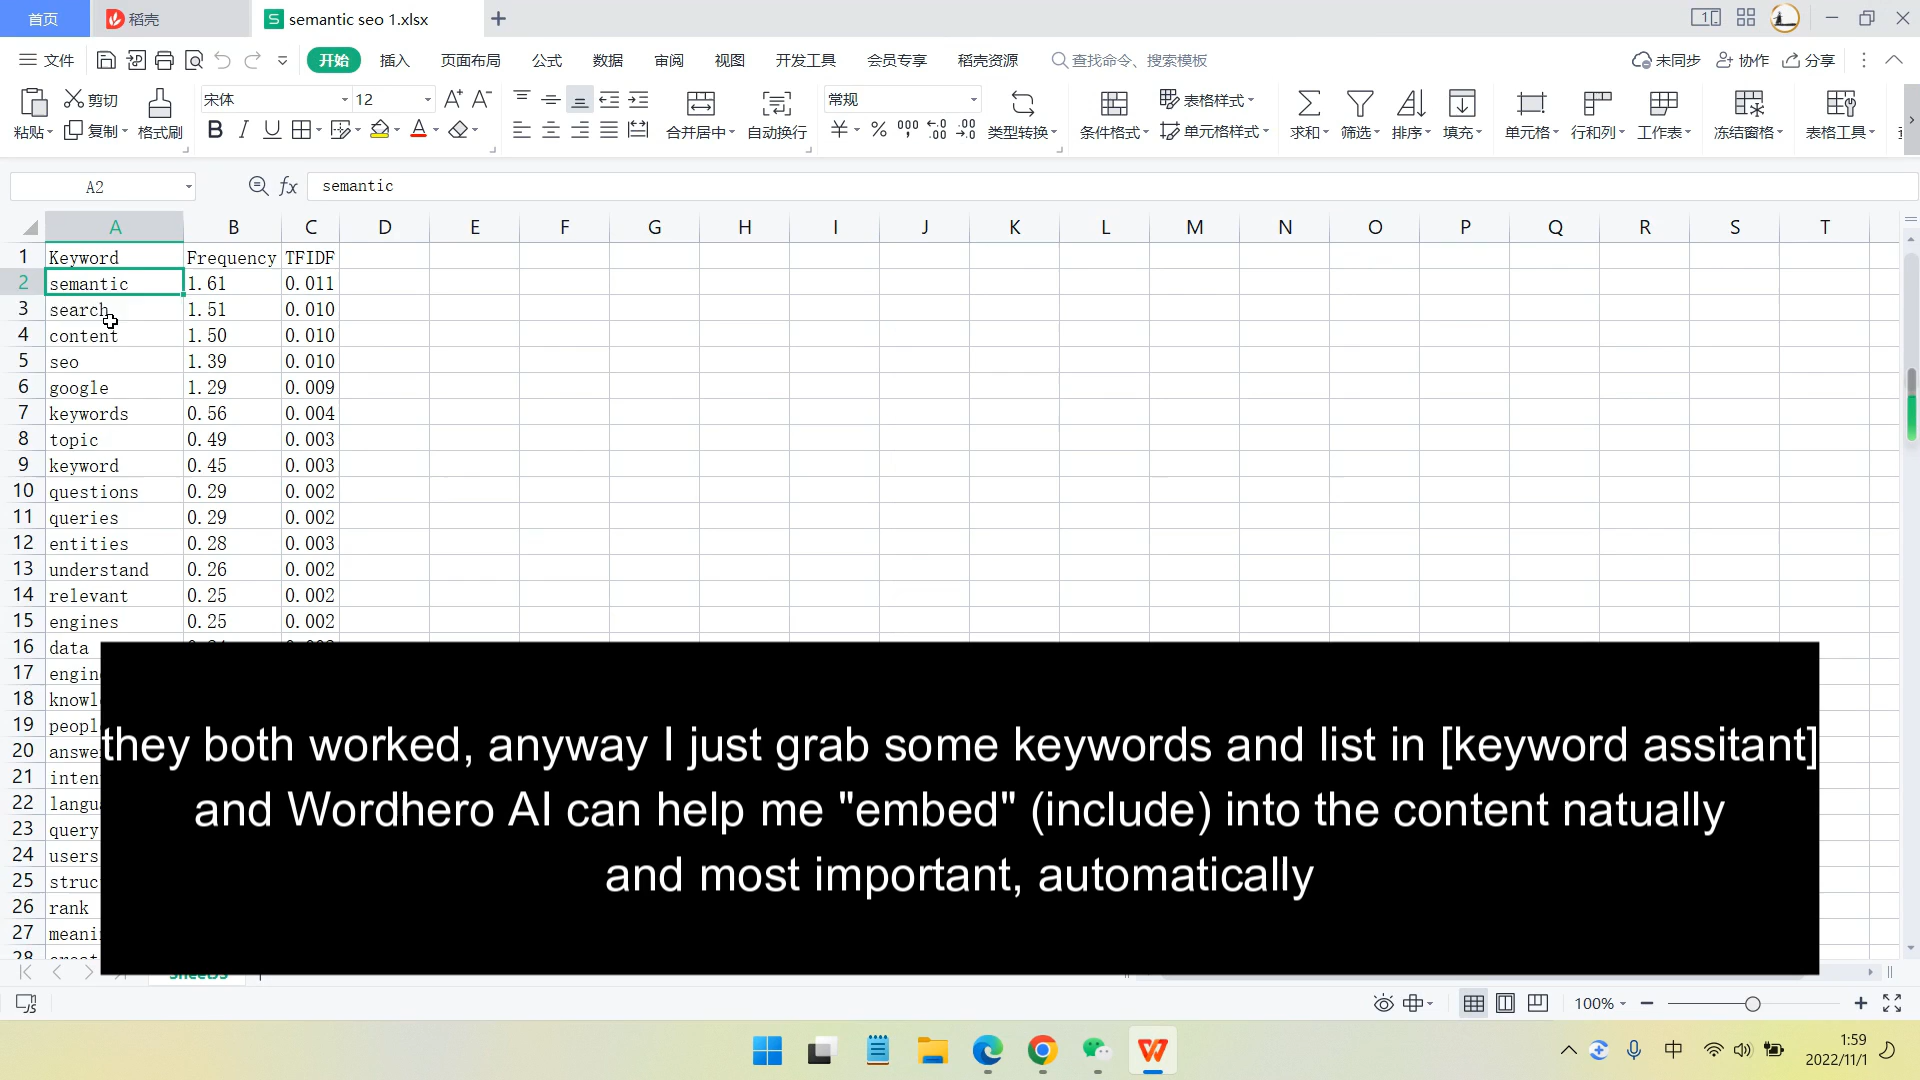 首页 稻壳 semantic seo 1.xlsx
文件 开始 插入 页面布局 公式 数据 审阅 视图 开发工具 会员专享 稻壳资源 查找命令、搜索模板 未同步 协作 分享
宋体 12 常规
粘贴 剪切 复制 格式刷 合并居中 自动换行 类型转换 条件格式 表格样式 单元格样式 求和 筛选 排序 填充 单元格 行和列 工作表 冻结窗格 表格工具
A2 fx semantic
A B C D E F G H I J K L M N O P Q R S T
1 Keyword Frequency TFIDF
2 semantic 1.61 0.011
3 search 1.51 0.010
4 content 1.50 0.010
5 seo 1.39 0.010
6 google 1.29 0.009
7 keywords 0.56 0.004
8 topic 0.49 0.003
9 keyword 0.45 0.003
10 questions 0.29 0.002
11 queries 0.29 0.002
12 entities 0.28 0.003
13 understand 0.26 0.002
14 relevant 0.25 0.002
15 engines 0.25 0.002
16 data
17
18
19
20
21
22
23 query
24 users
25
26 rank
27
28
they both worked, anyway I just grab some keywords and list in [keyword assitant]
and Wordhero AI can help me "embed" (include) into the content natually
and most important, automatically
100%
中 1:59
2022/11/1